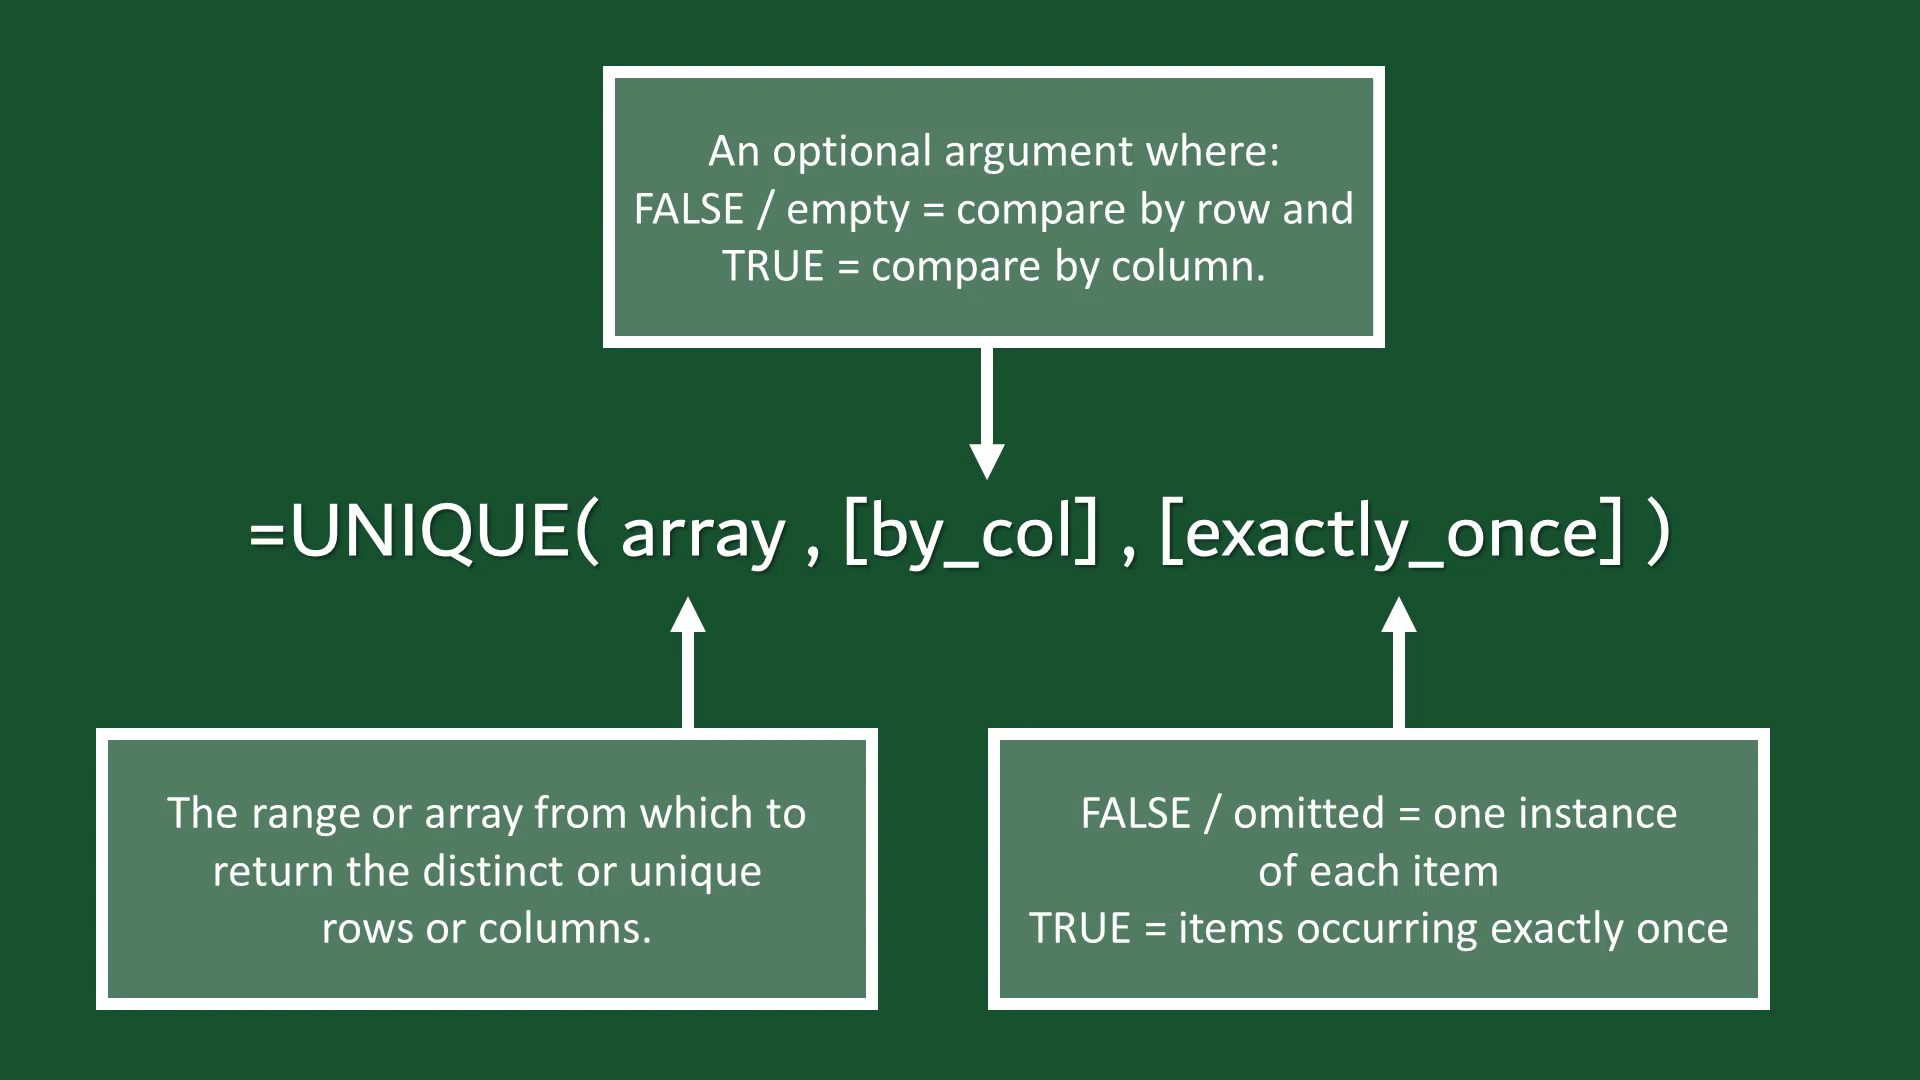 An optional argument where:
FALSE / empty = compare by row and
TRUE = compare by column.
=UNIQUE( array , [by_col] , [exactly_once] )
The range or array from which to
return the distinct or unique
rows or columns.
FALSE / omitted = one instance
of each item
TRUE = items occurring exactly once